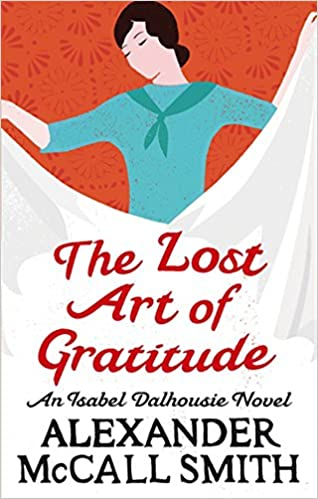 The Lost
Art of
Gratitude
An Isabel Dalhousie Novel
ALEXANDER
McCALL SMITH